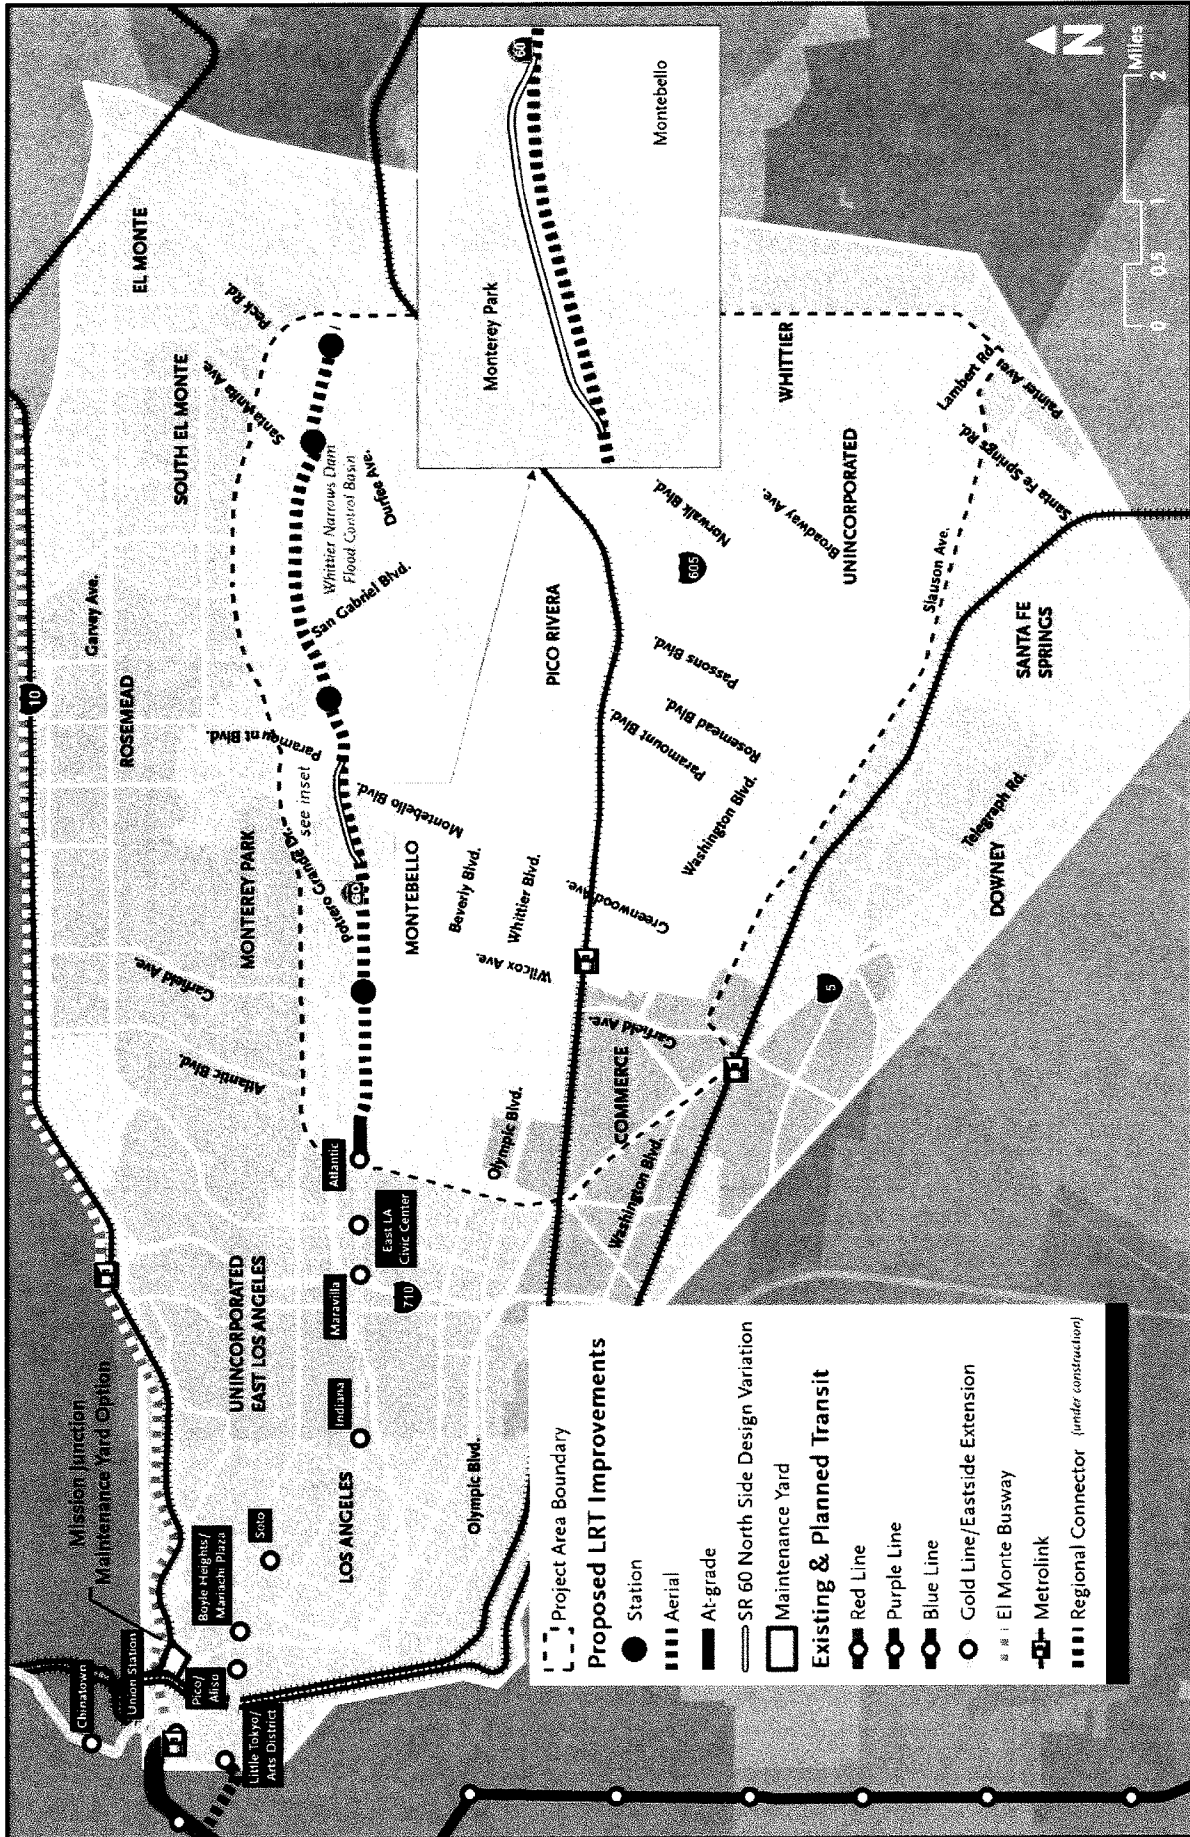 Chinatown
Union Station
Little Tokyo/
Arts District
Pico/
Aliso
Boyle Heights/
Mariachi Plaza
Soto
Mission Junction
Maintenance Yard Option
LOS ANGELES
Indiana
Olympic Blvd.
UNINCORPORATED
EAST LOS ANGELES
Maravilla
710
East LA
Civic Center
Atlantic
Atlantic Blvd.
Garfield Ave.
MONTEREY PARK
Potrero Grande Dr.
60
see inset
Paramount Blvd.
ROSEMEAD
Garvey Ave.
10
SOUTH EL MONTE
EL MONTE
Santa Anita Ave.
Peck Rd.
Whittier Narrows Dam
Flood Control Basin
Durfee Ave.
San Gabriel Blvd.
MONTEBELLO
Montebello Blvd.
Beverly Blvd.
Whittier Blvd.
Wilcox Ave.
Greenwood Ave.
Olympic Blvd.
COMMERCE
Garfield Ave.
Washington Blvd.
5
PICO RIVERA
Paramount Blvd.
Rosemead Blvd.
Passons Blvd.
Washington Blvd.
605
Norwalk Blvd.
Broadway Ave.
UNINCORPORATED
WHITTIER
Slauson Ave.
Santa Fe Springs Rd.
Lambert Rd.
Painter Ave.
SANTA FE
SPRINGS
Telegraph Rd.
DOWNEY
Monterey Park
60
Montebello
N
0 0.5 1 2
Miles
Project Area Boundary
Proposed LRT Improvements
Station
Aerial
At-grade
SR 60 North Side Design Variation
Maintenance Yard
Existing & Planned Transit
Red Line
Purple Line
Blue Line
Gold Line/Eastside Extension
El Monte Busway
Metrolink
Regional Connector (under construction)